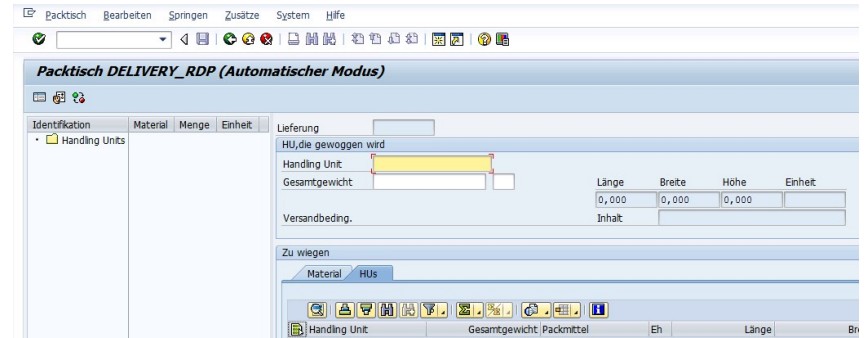 Packtisch Bearbeiten Springen Zusätze System Hilfe
Packtisch DELIVERY_RDP (Automatischer Modus)
Identifikation Material Menge Einheit
Handling Units
Lieferung
HU,die gewoggen wird
Handling Unit
Gesamtgewicht
Länge Breite Höhe Einheit
0,000 0,000 0,000
Versandbeding. Inhalt
Zu wiegen
Material HUs
Handling Unit Gesamtgewicht Packmittel Eh Länge Bre